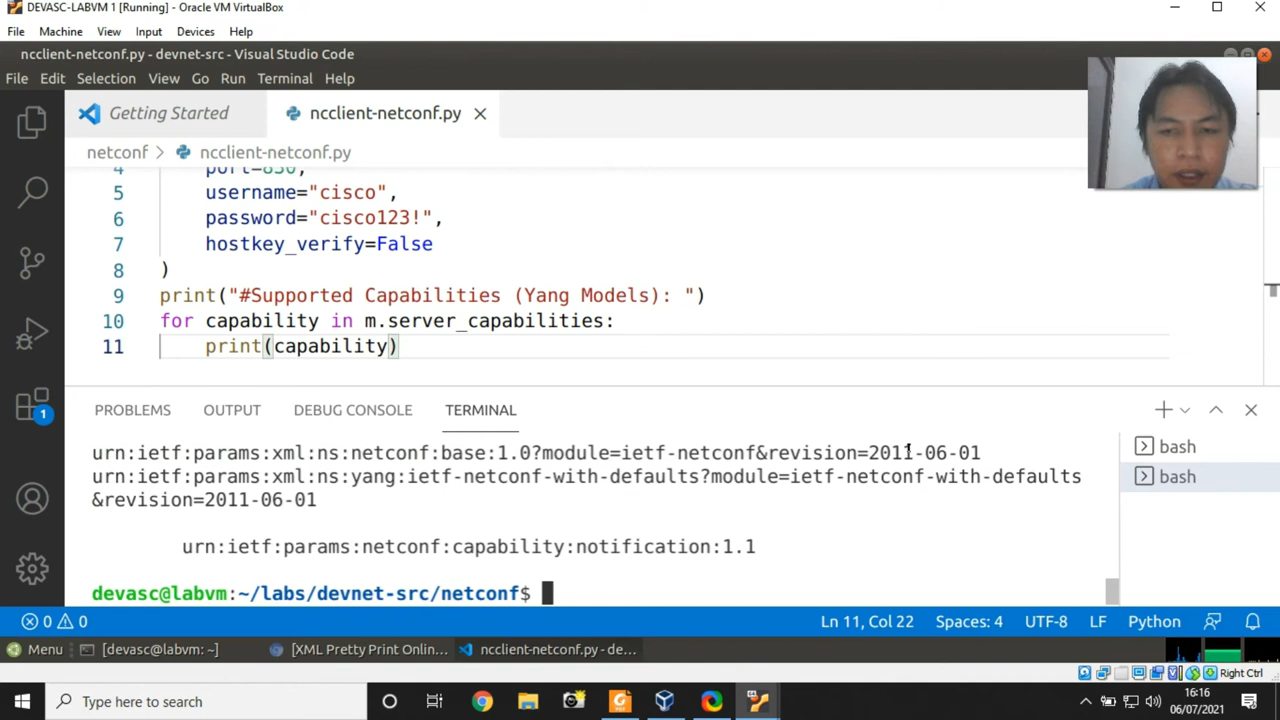 DEVASC-LABVM 1 [Running] - Oracle VM VirtualBox
File Machine View Input Devices Help
ncclient-netconf.py - devnet-src - Visual Studio Code
File Edit Selection View Go Run Terminal Help
Getting Started ncclient-netconf.py
netconf > ncclient-netconf.py
4 port=830,
5 username="cisco",
6 password="cisco123!",
7 hostkey_verify=False
8 )
9 print("#Supported Capabilities (Yang Models): ")
10 for capability in m.server_capabilities:
11 print(capability)
PROBLEMS OUTPUT DEBUG CONSOLE TERMINAL
urn:ietf:params:xml:ns:netconf:base:1.0?module=ietf-netconf&revision=2011-06-01
urn:ietf:params:xml:ns:yang:ietf-netconf-with-defaults?module=ietf-netconf-with-defaults
&revision=2011-06-01
urn:ietf:params:netconf:capability:notification:1.1
devasc@labvm:~/labs/devnet-src/netconf$
bash
bash
1
0 0 Ln 11, Col 22 Spaces: 4 UTF-8 LF Python
Menu [devasc@labvm: ~] [XML Pretty Print Onlin... ncclient-netconf.py - de...
Right Ctrl
Type here to search
16:16
06/07/2021